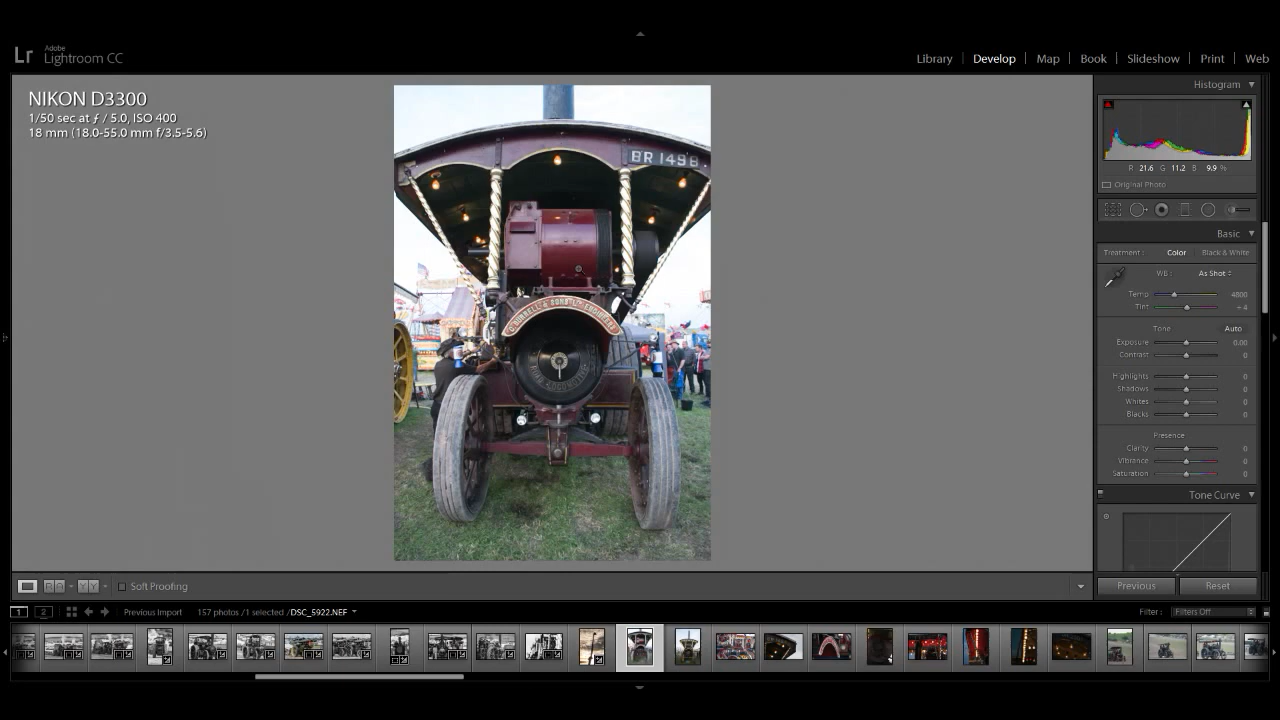 Lr
Adobe
Lightroom CC
Library
Develop
Map
Book
Slideshow
Print
Web
NIKON D3300
1/50 sec at ƒ / 5.0, ISO 400
18 mm (18.0-55.0 mm f/3.5-5.6)
BR 1498
Histogram
R 21.6 G 11.2 B 9.9 %
Original Photo
Basic
Treatment: Color Black & White
WB: As Shot
Temp 4800
Tint + 4
Tone Auto
Exposure 0.00
Contrast 0
Highlights 0
Shadows 0
Whites 0
Blacks 0
Presence
Clarity 0
Vibrance 0
Saturation 0
Tone Curve
Previous
Reset
Soft Proofing
1 2
Previous Import
157 photos / 1 selected / DSC_5922.NEF
Filter: Filters Off